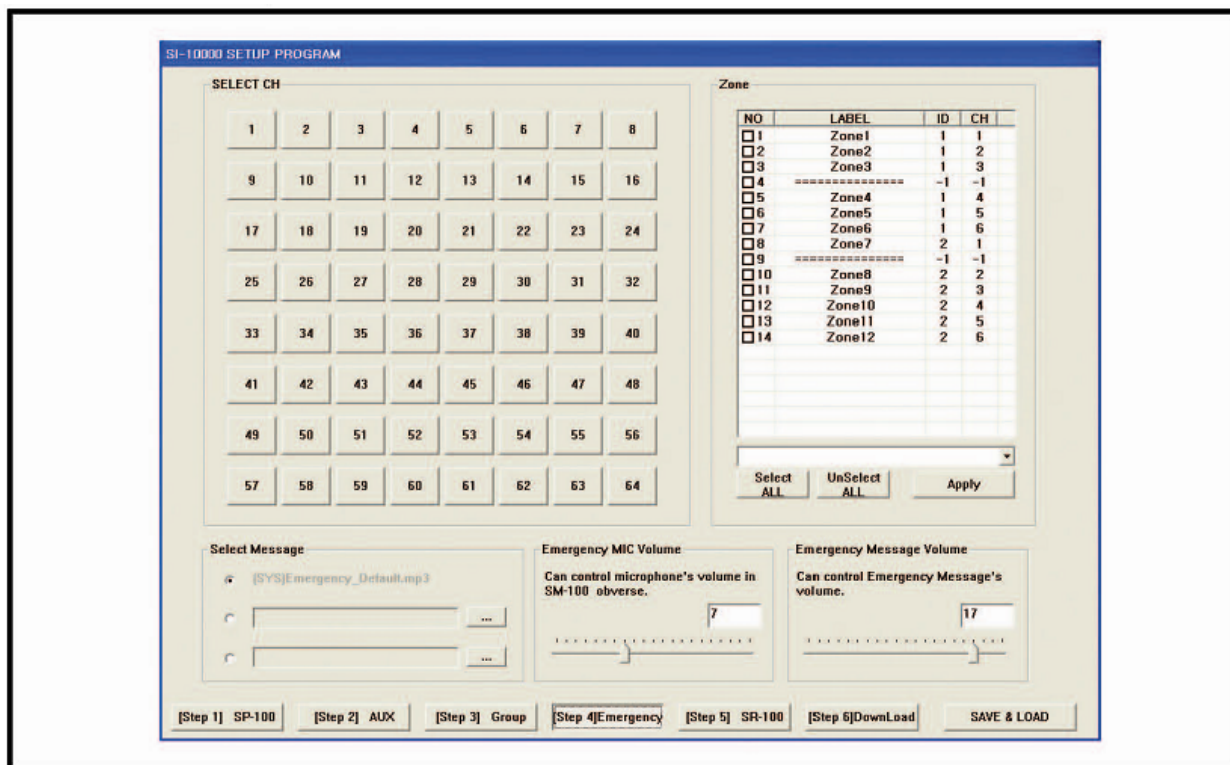 SI-10000 SETUP PROGRAM
SELECT CH
1 2 3 4 5 6 7 8
9 10 11 12 13 14 15 16
17 18 19 20 21 22 23 24
25 26 27 28 29 30 31 32
33 34 35 36 37 38 39 40
41 42 43 44 45 46 47 48
49 50 51 52 53 54 55 56
57 58 59 60 61 62 63 64
Zone
NO LABEL ID CH
1 Zone1 1 1
2 Zone2 1 2
3 Zone3 1 3
4 =============== -1 -1
5 Zone4 1 4
6 Zone5 1 5
7 Zone6 1 6
8 Zone7 2 1
9 =============== -1 -1
10 Zone8 2 2
11 Zone9 2 3
12 Zone10 2 4
13 Zone11 2 5
14 Zone12 2 6
Select ALL
UnSelect ALL
Apply
Select Message
[SYS]Emergency_Default.mp3
...
...
Emergency MIC Volume
Can control microphone's volume in
SM-100 obverse.
7
Emergency Message Volume
Can control Emergency Message's
volume.
17
[Step 1] SP-100
[Step 2] AUX
[Step 3] Group
[Step 4]Emergency
[Step 5] SR-100
[Step 6]DownLoad
SAVE & LOAD